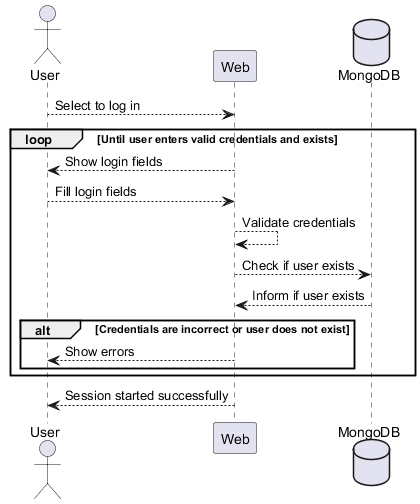 User
Web
MongoDB
Select to log in
loop [Until user enters valid credentials and exists]
Show login fields
Fill login fields
Validate credentials
Check if user exists
Inform if user exists
alt [Credentials are incorrect or user does not exist]
Show errors
Session started successfully
User
Web
MongoDB